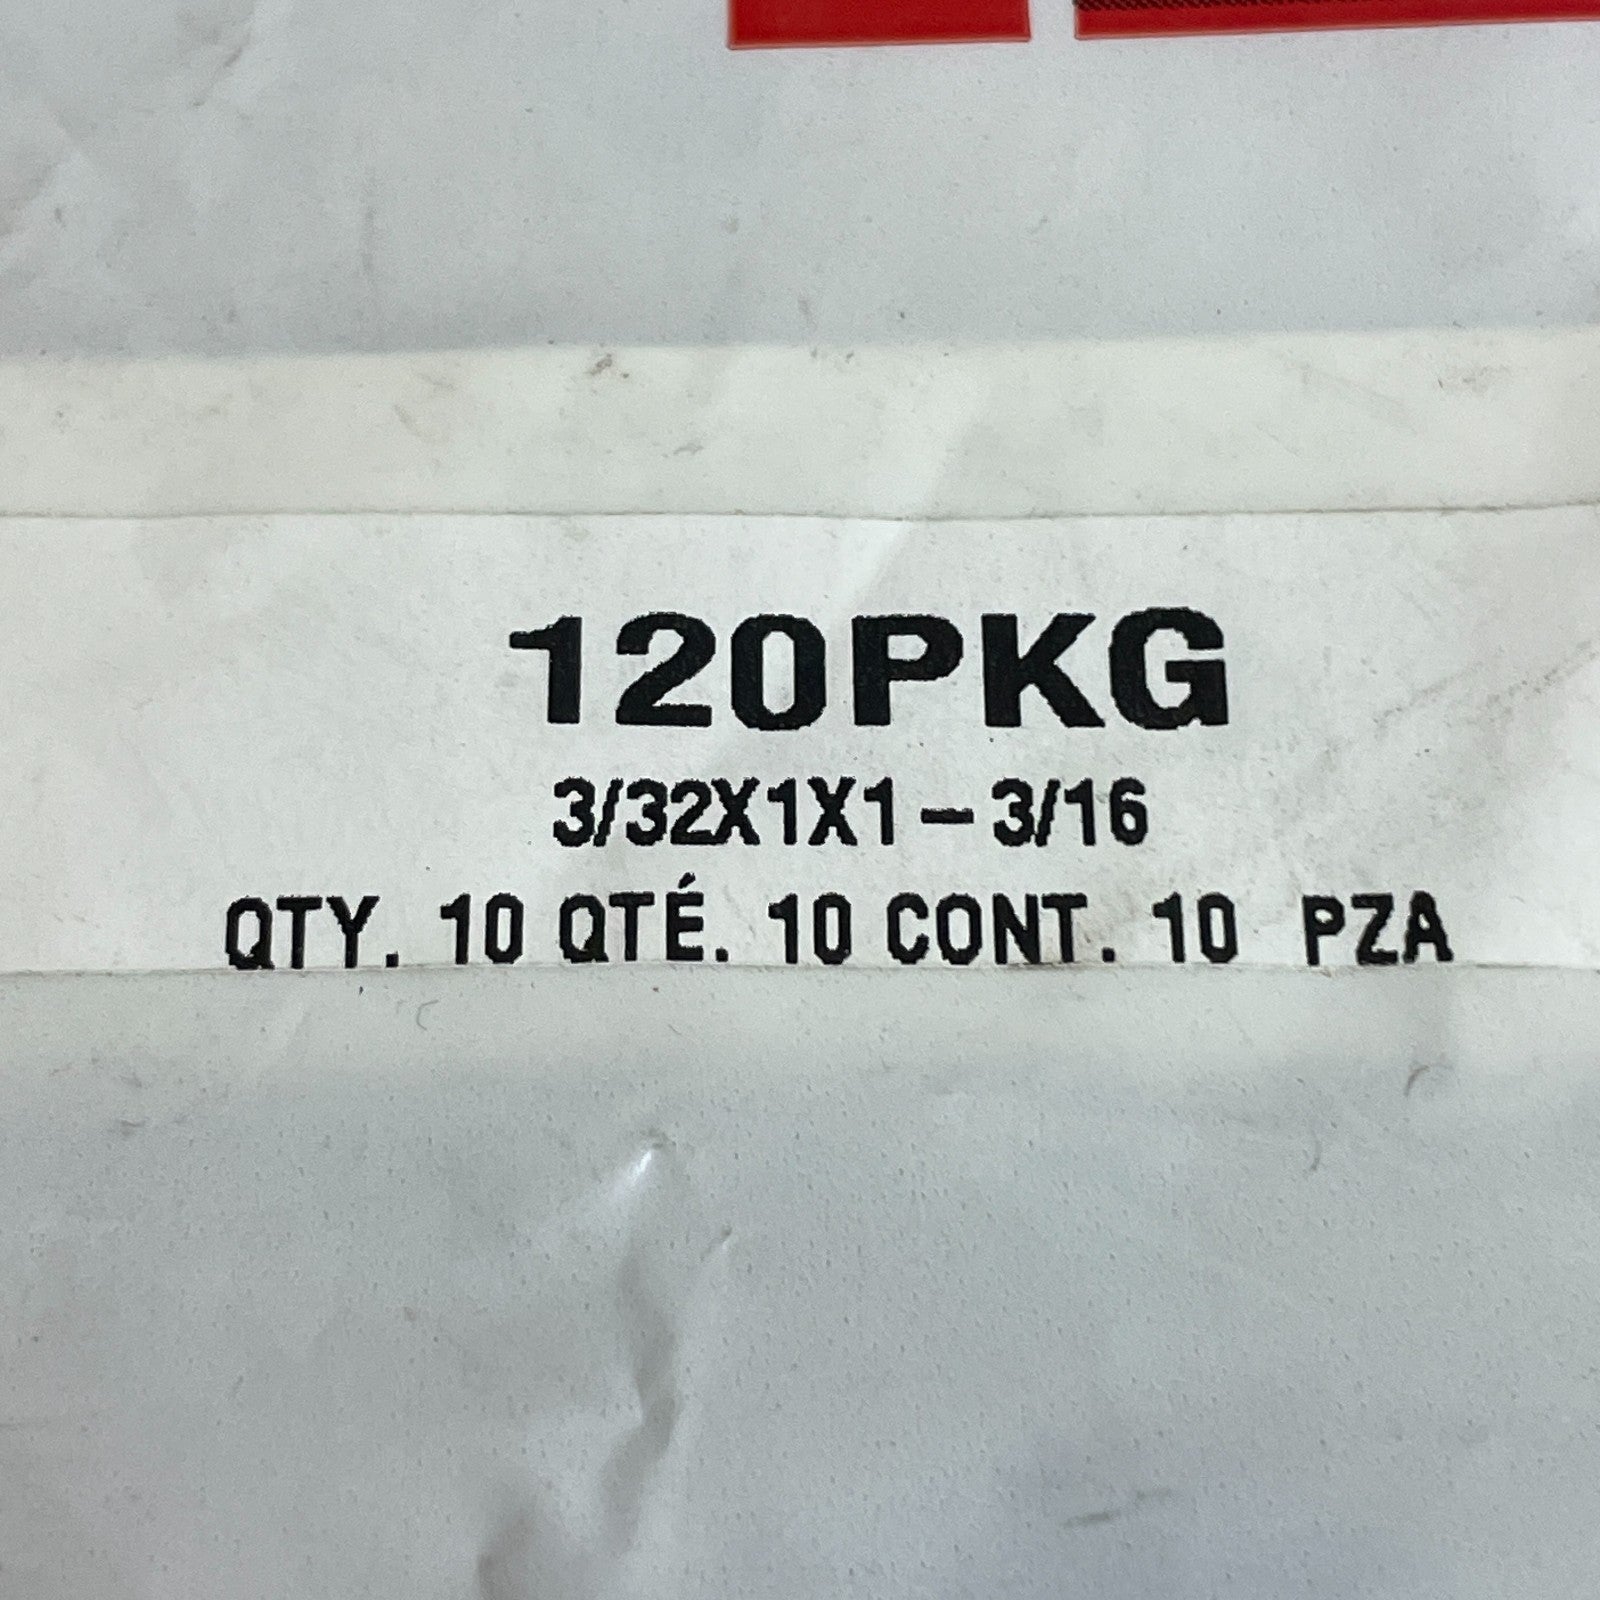 120PKG
3/32X1X1-3/16
QTY. 10 QTÉ. 10 CONT. 10 PZA